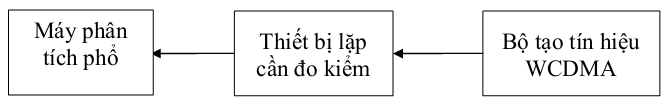 Máy phân
tích phổ
Thiết bị lặp
cần đo kiểm
Bộ tạo tín hiệu
WCDMA